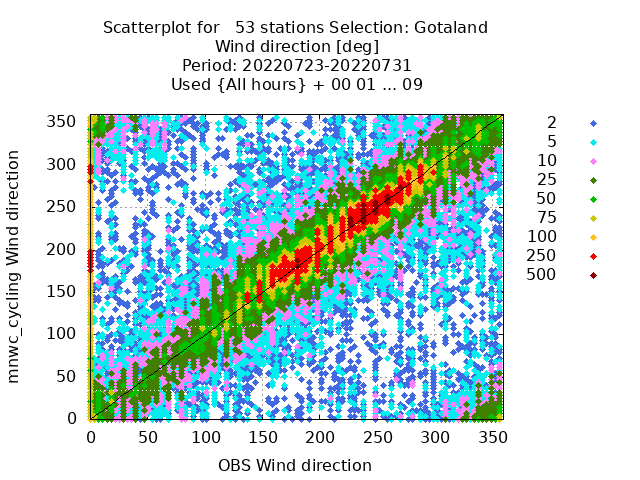 Scatterplot for   53 stations Selection: Gotaland
Wind direction [deg]
Period: 20220723-20220731
Used {All hours} + 00 01 ... 09
mnwc_cycling Wind direction
350
300
250
200
150
100
50
0
0 50 100 150 200 250 300 350
OBS Wind direction
2
5
10
25
50
75
100
250
500